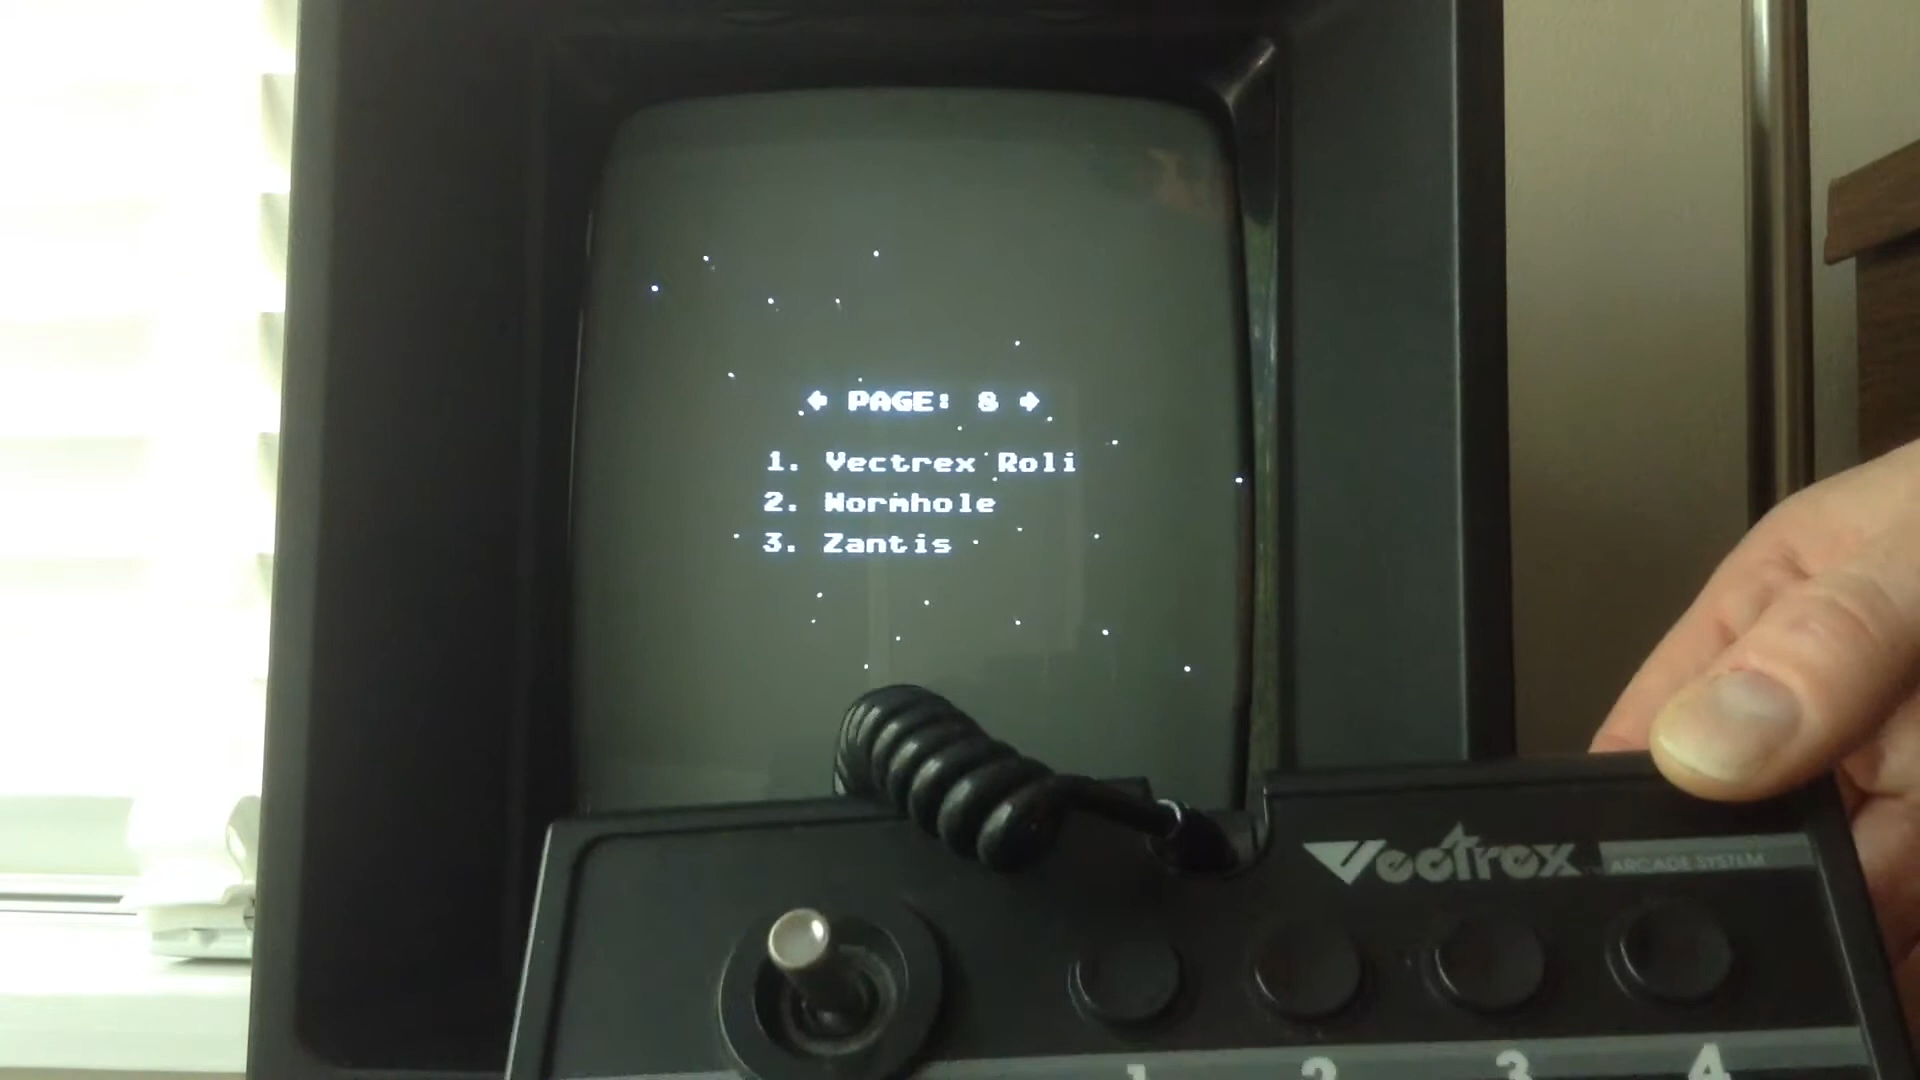 ← PAGE: 8 →
1. Vectrex Roli
2. Wormhole
3. Zantis
Vectrex ARCADE SYSTEM
1 2 3 4